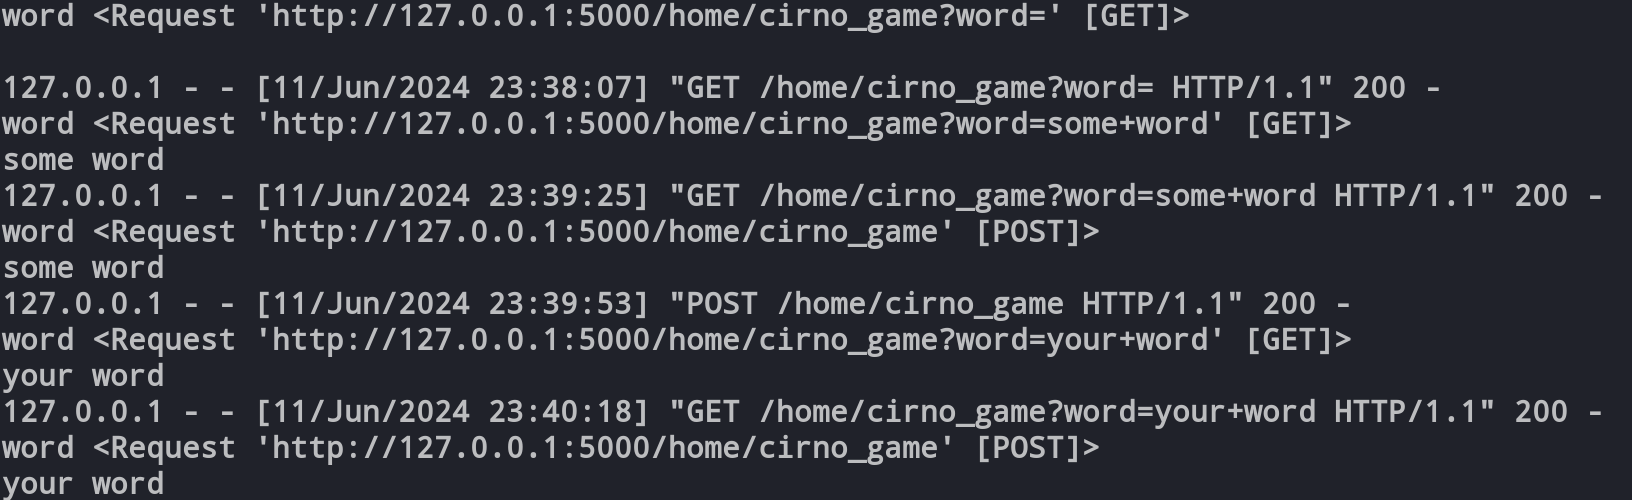 word <Request 'http://127.0.0.1:5000/home/cirno_game?word=' [GET]>
127.0.0.1 - - [11/Jun/2024 23:38:07] "GET /home/cirno_game?word= HTTP/1.1" 200 -
word <Request 'http://127.0.0.1:5000/home/cirno_game?word=some+word' [GET]>
some word
127.0.0.1 - - [11/Jun/2024 23:39:25] "GET /home/cirno_game?word=some+word HTTP/1.1" 200 -
word <Request 'http://127.0.0.1:5000/home/cirno_game' [POST]>
some word
127.0.0.1 - - [11/Jun/2024 23:39:53] "POST /home/cirno_game HTTP/1.1" 200 -
word <Request 'http://127.0.0.1:5000/home/cirno_game?word=your+word' [GET]>
your word
127.0.0.1 - - [11/Jun/2024 23:40:18] "GET /home/cirno_game?word=your+word HTTP/1.1" 200 -
word <Request 'http://127.0.0.1:5000/home/cirno_game' [POST]>
your word